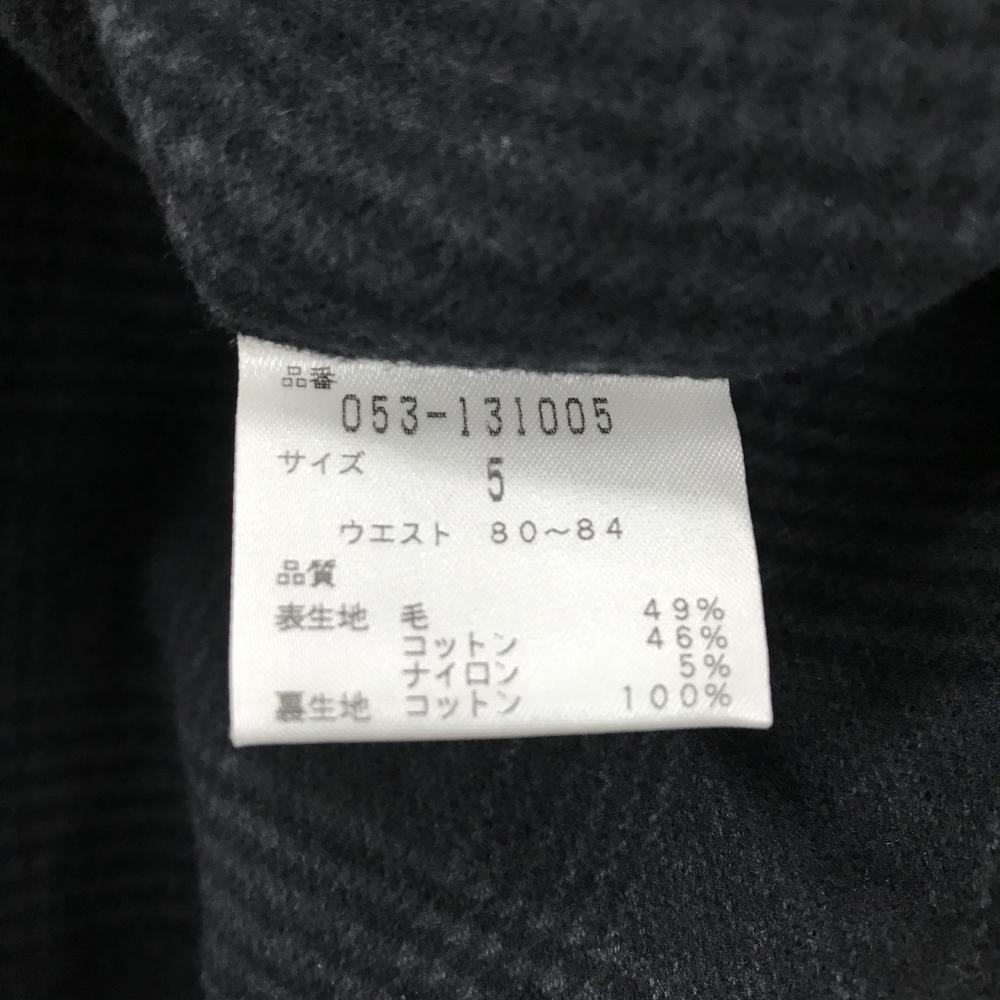 品番
053-131005
サイズ 5
ウエスト 80~84
品質
表生地 毛 49%
コットン 46%
ナイロン 5%
裏生地 コットン 100%